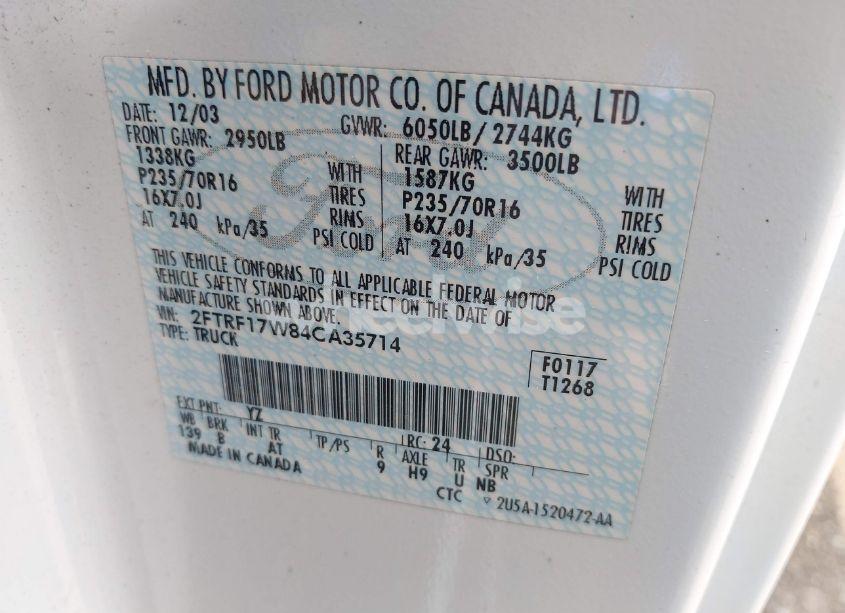 MFD. BY FORD MOTOR CO. OF CANADA, LTD.
DATE: 12/03 GVWR: 6050LB/ 2744KG
FRONT GAWR: 2950LB REAR GAWR: 3500LB
1338KG WITH 1587KG WITH
P235/70R16 TIRES P235/70R16 TIRES
16X7.0J RIMS 16X7.0J RIMS
AT 240 kPa/35 PSI COLD AT 240 kPa/35 PSI COLD
THIS VEHICLE CONFORMS TO ALL APPLICABLE FEDERAL MOTOR
VEHICLE SAFETY STANDARDS IN EFFECT ON THE DATE OF
MANUFACTURE SHOWN ABOVE.
VIN: 2FTRF17W84CA35714
TYPE: TRUCK
F0117
T1268
EXT PNT: YZ RC: 24 DSO:
WB BRK INT TR TP/PS R AXLE TR SPR
139 B AT 9 H9 U NB
MADE IN CANADA
CTC ▽ 2U5A-1520472-AA
Ford